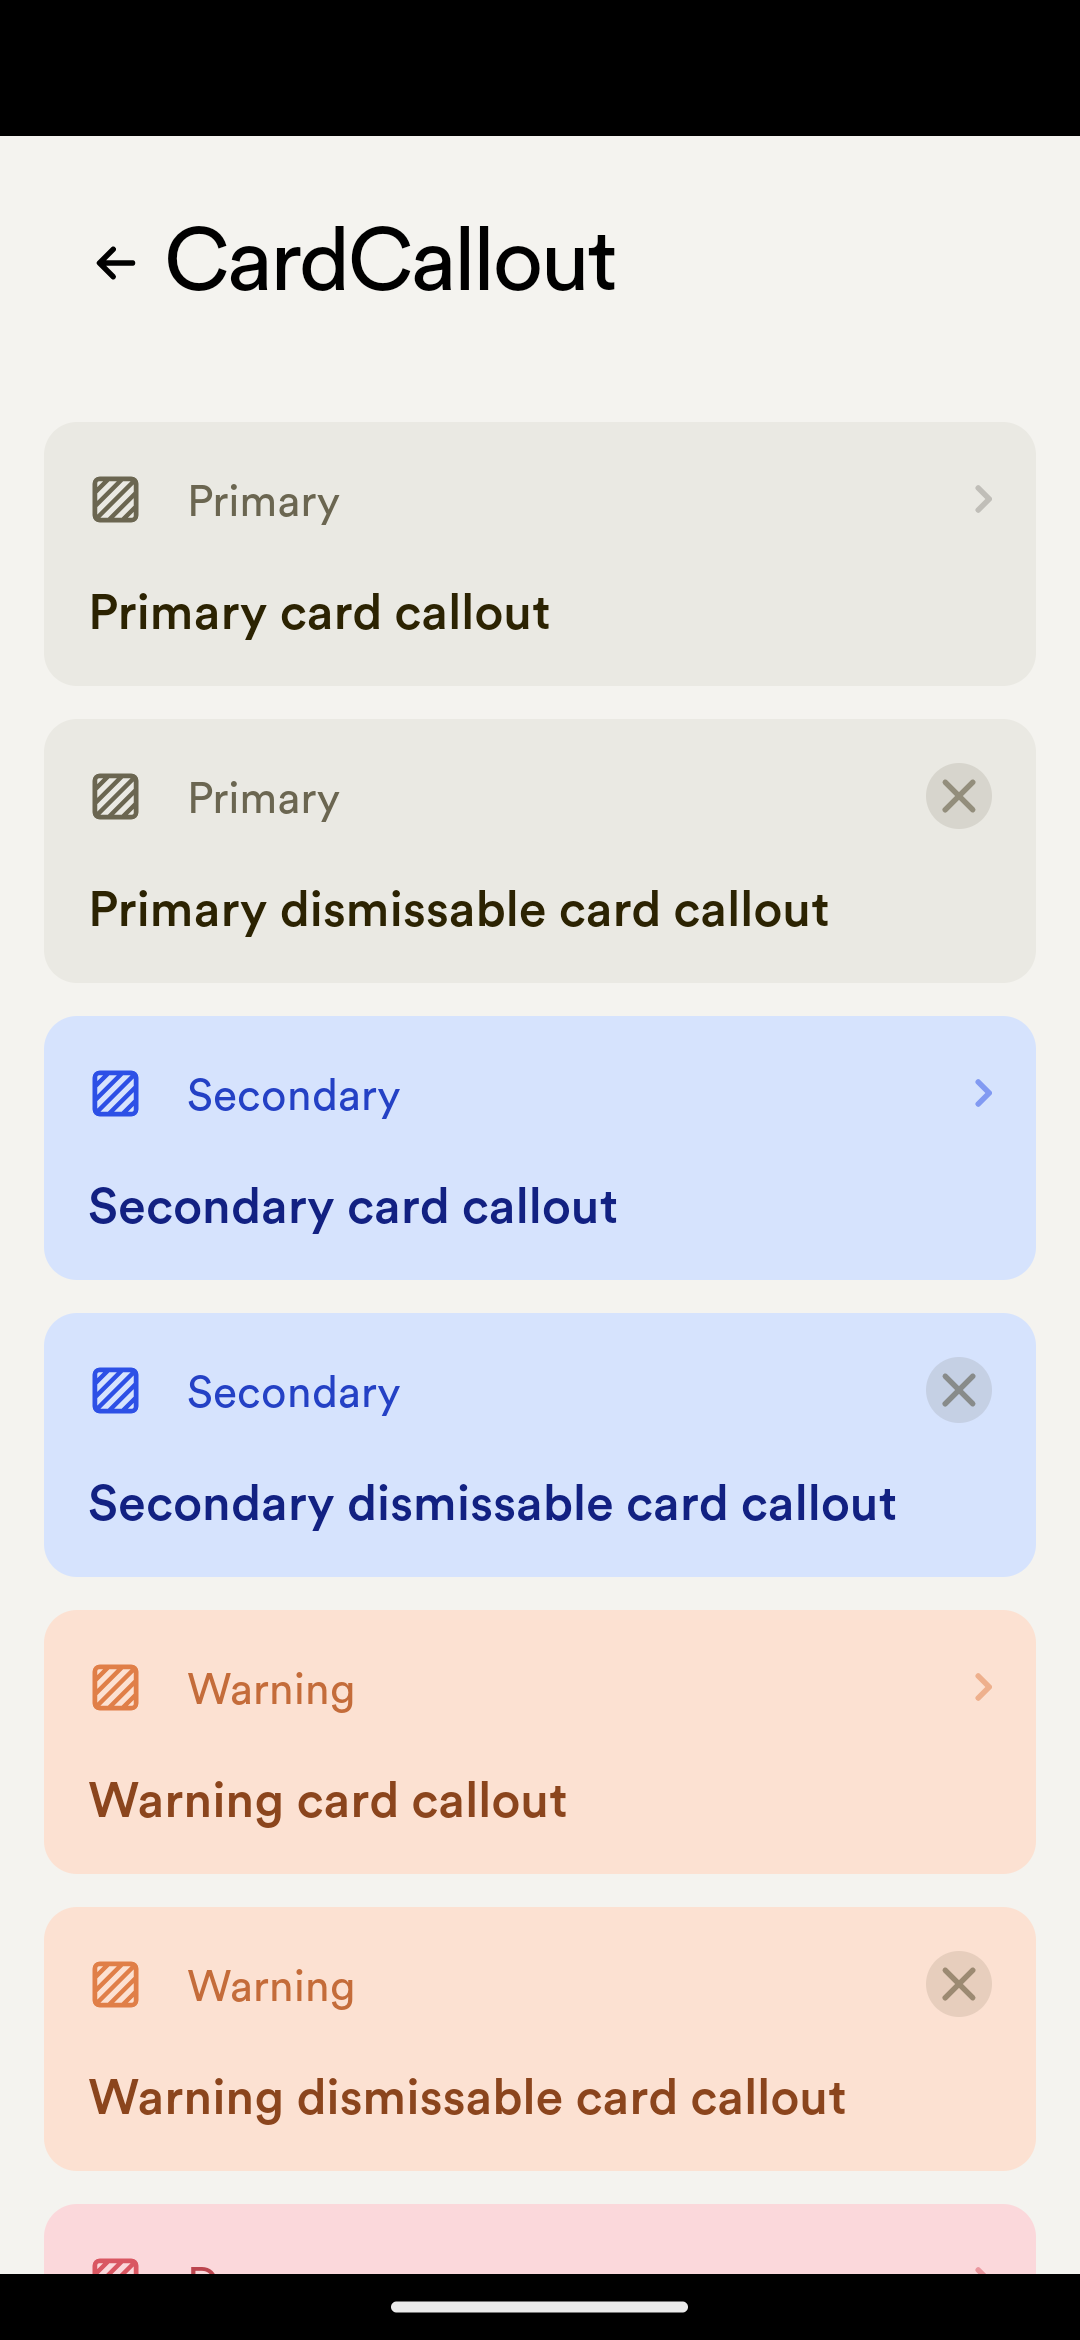 CardCallout
Primary
Primary card callout
Primary
Primary dismissable card callout
Secondary
Secondary card callout
Secondary
Secondary dismissable card callout
Warning
Warning card callout
Warning
Warning dismissable card callout